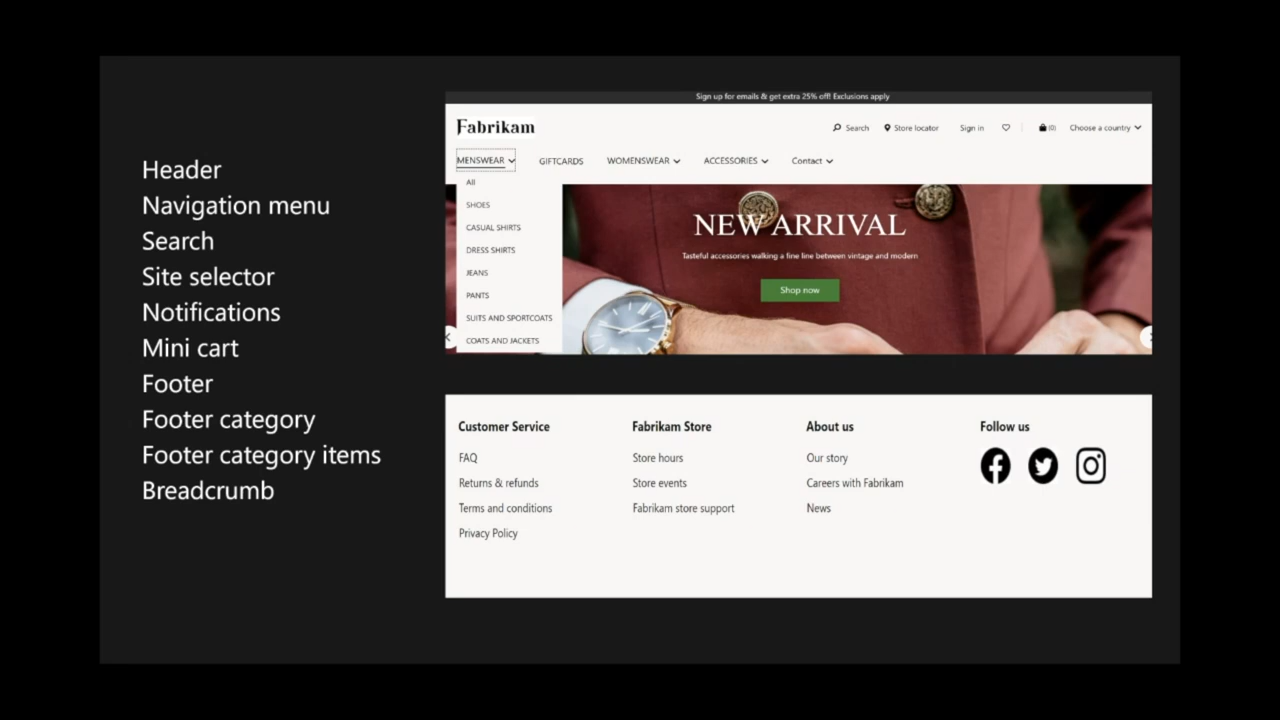 Header
Navigation menu
Search
Site selector
Notifications
Mini cart
Footer
Footer category
Footer category items
Breadcrumb
Sign up for emails & get extra 25% off! Exclusions apply
Fabrikam
Search Store locator Sign in (0) Choose a country
MENSWEAR GIFTCARDS WOMENSWEAR ACCESSORIES Contact
All
SHOES
CASUAL SHIRTS
DRESS SHIRTS
JEANS
PANTS
SUITS AND SPORTCOATS
COATS AND JACKETS
NEW ARRIVAL
Tasteful accessories walking a fine line between vintage and modern
Shop now
Customer Service
FAQ
Returns & refunds
Terms and conditions
Privacy Policy
Fabrikam Store
Store hours
Store events
Fabrikam store support
About us
Our story
Careers with Fabrikam
News
Follow us